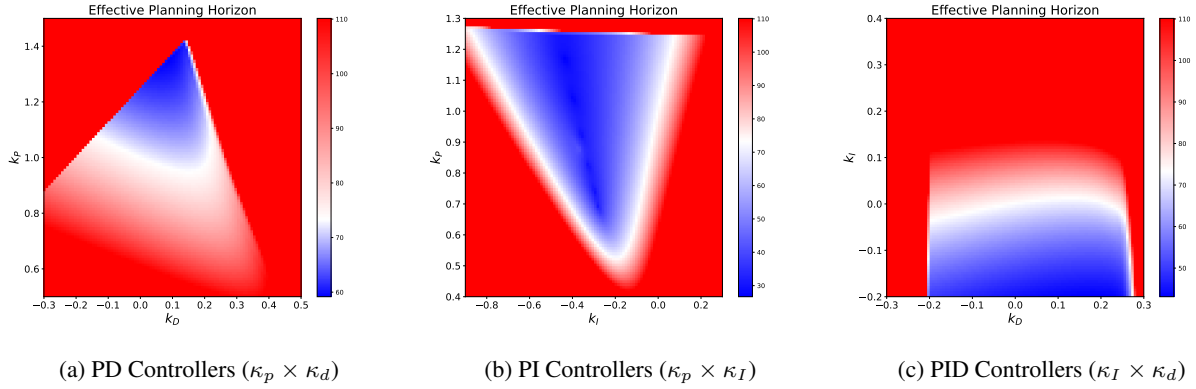 Effective Planning Horizon
1.4
1.2
1.0
0.8
0.6
k_P
−0.3 −0.2 −0.1 0.0 0.1 0.2 0.3 0.4 0.5
k_D
110
100
90
80
70
60
(a) PD Controllers (κ_p × κ_d)
Effective Planning Horizon
1.3
1.2
1.1
1.0
0.9
0.8
0.7
0.6
0.5
0.4
k_P
−0.8 −0.6 −0.4 −0.2 0.0 0.2
k_I
110
100
90
80
70
60
50
40
30
(b) PI Controllers (κ_p × κ_I)
Effective Planning Horizon
0.4
0.3
0.2
0.1
0.0
−0.1
−0.2
k_I
−0.3 −0.2 −0.1 0.0 0.1 0.2 0.3
k_D
110
100
90
80
70
60
50
(c) PID Controllers (κ_I × κ_d)